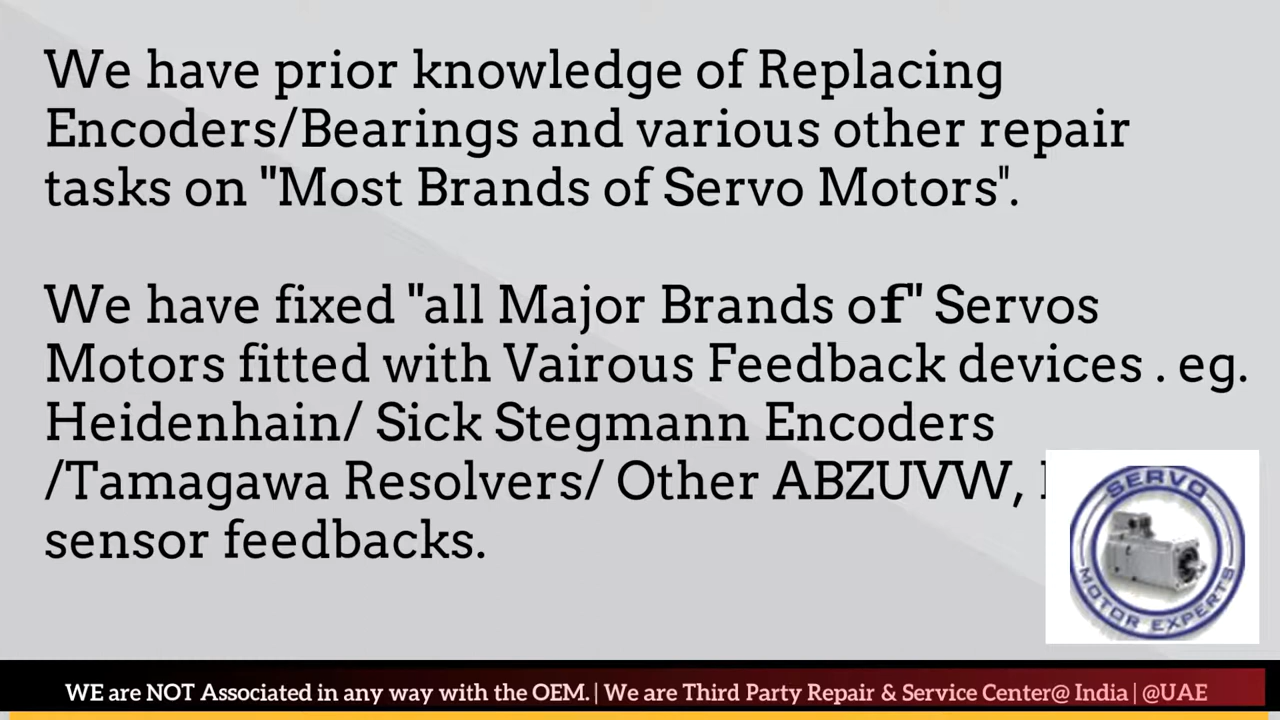 We have prior knowledge of Replacing
Encoders/Bearings and various other repair
tasks on "Most Brands of Servo Motors".
We have fixed "all Major Brands of" Servos
Motors fitted with Vairous Feedback devices . eg.
Heidenhain/ Sick Stegmann Encoders
/Tamagawa Resolvers/ Other ABZUVW,
sensor feedbacks.
SERVO
MOTOR EXPERTS
WE are NOT Associated in any way with the OEM. | We are Third Party Repair & Service Center@ India | @UAE